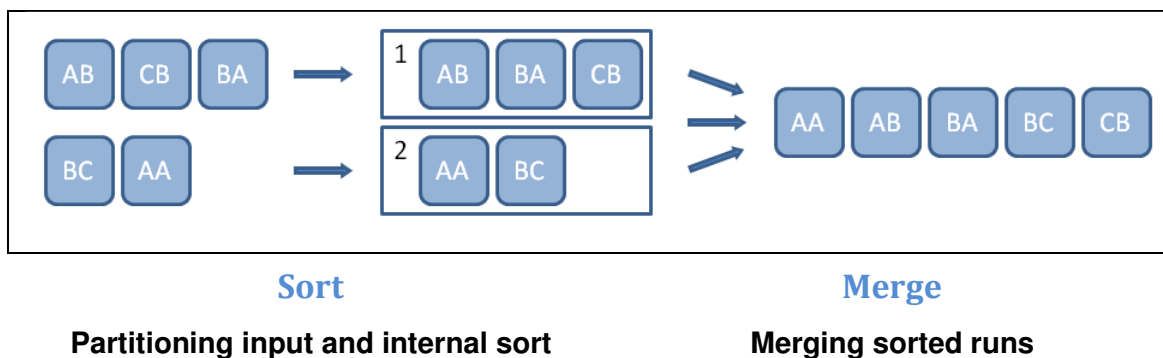 AB CB BA
1 AB BA CB
BC AA
2 AA BC
AA AB BA BC CB
Sort Merge
Partitioning input and internal sort Merging sorted runs